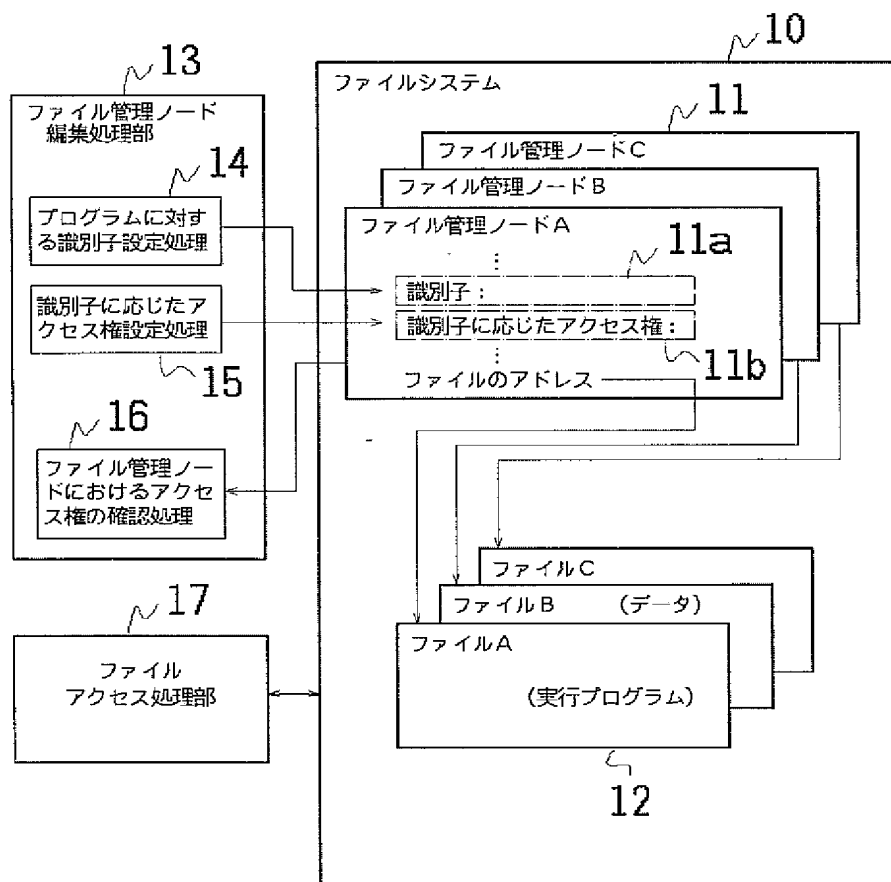 10
ファイルシステム
13
ファイル管理ノード
編集処理部
14
プログラムに対す
る識別子設定処理
識別子に応じたア
クセス権設定処理
15
16
ファイル管理ノー
ドにおけるアクセ
ス権の確認処理
11
ファイル管理ノードC
ファイル管理ノードB
ファイル管理ノードA
⋮
11a
識別子：
識別子に応じたアクセス権：
⋮
11b
ファイルのアドレス
17
ファイル
アクセス処理部
ファイルC
ファイルB （データ）
ファイルA
（実行プログラム）
12